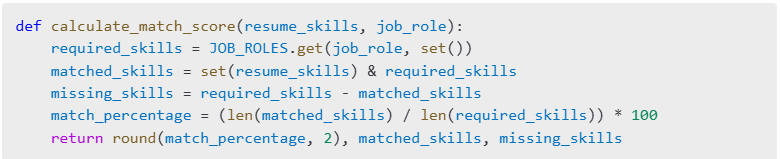 def calculate_match_score(resume_skills, job_role):
    required_skills = JOB_ROLES.get(job_role, set())
    matched_skills = set(resume_skills) & required_skills
    missing_skills = required_skills - matched_skills
    match_percentage = (len(matched_skills) / len(required_skills)) * 100
    return round(match_percentage, 2), matched_skills, missing_skills